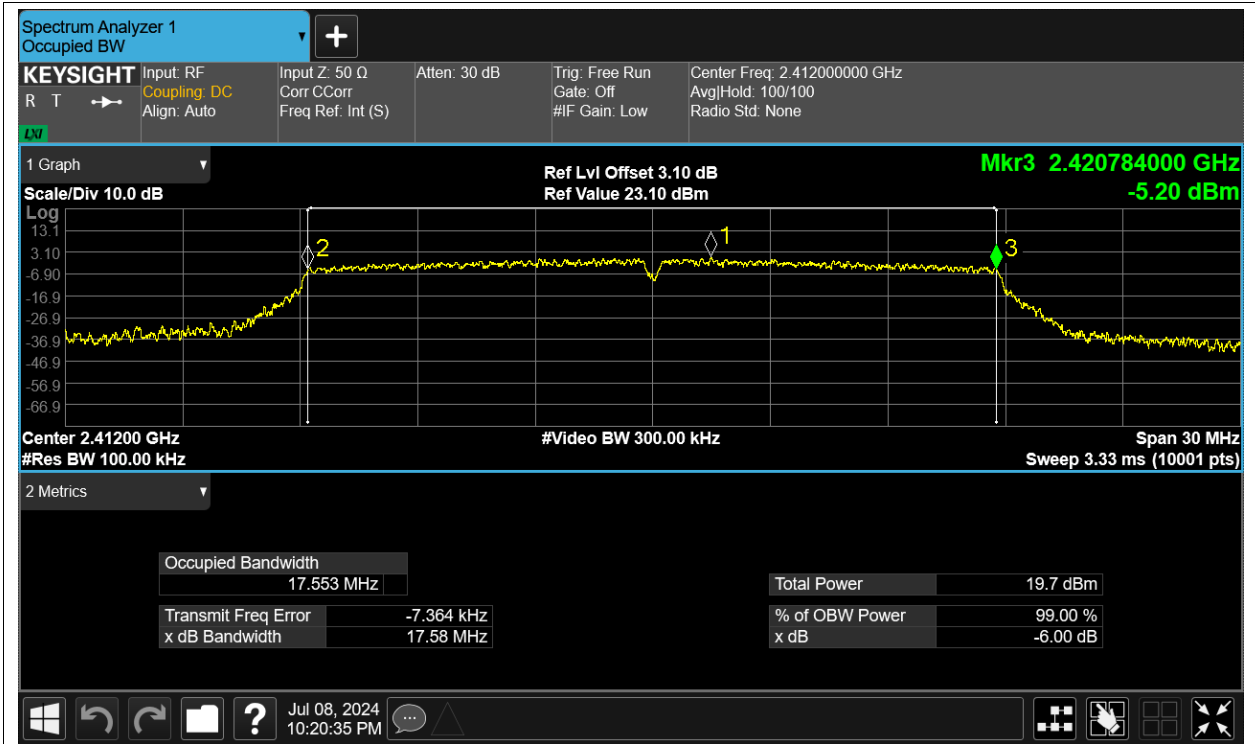 Spectrum Analyzer 1
Occupied BW
+
KEYSIGHT Input: RF Input Z: 50 Ω Atten: 30 dB Trig: Free Run Center Freq: 2.412000000 GHz
R T Coupling: DC Corr CCorr Gate: Off Avg|Hold: 100/100
Align: Auto Freq Ref: Int (S) #IF Gain: Low Radio Std: None
LXI
1 Graph Ref Lvl Offset 3.10 dB Mkr3 2.420784000 GHz
Scale/Div 10.0 dB Ref Value 23.10 dBm -5.20 dBm
Log
13.1
3.10
-6.90
-16.9
-26.9
-36.9
-46.9
-56.9
-66.9
2
1
3
Center 2.41200 GHz #Video BW 300.00 kHz Span 30 MHz
#Res BW 100.00 kHz Sweep 3.33 ms (10001 pts)
2 Metrics
Occupied Bandwidth
17.553 MHz Total Power 19.7 dBm
Transmit Freq Error -7.364 kHz % of OBW Power 99.00 %
x dB Bandwidth 17.58 MHz x dB -6.00 dB
? Jul 08, 2024
10:20:35 PM